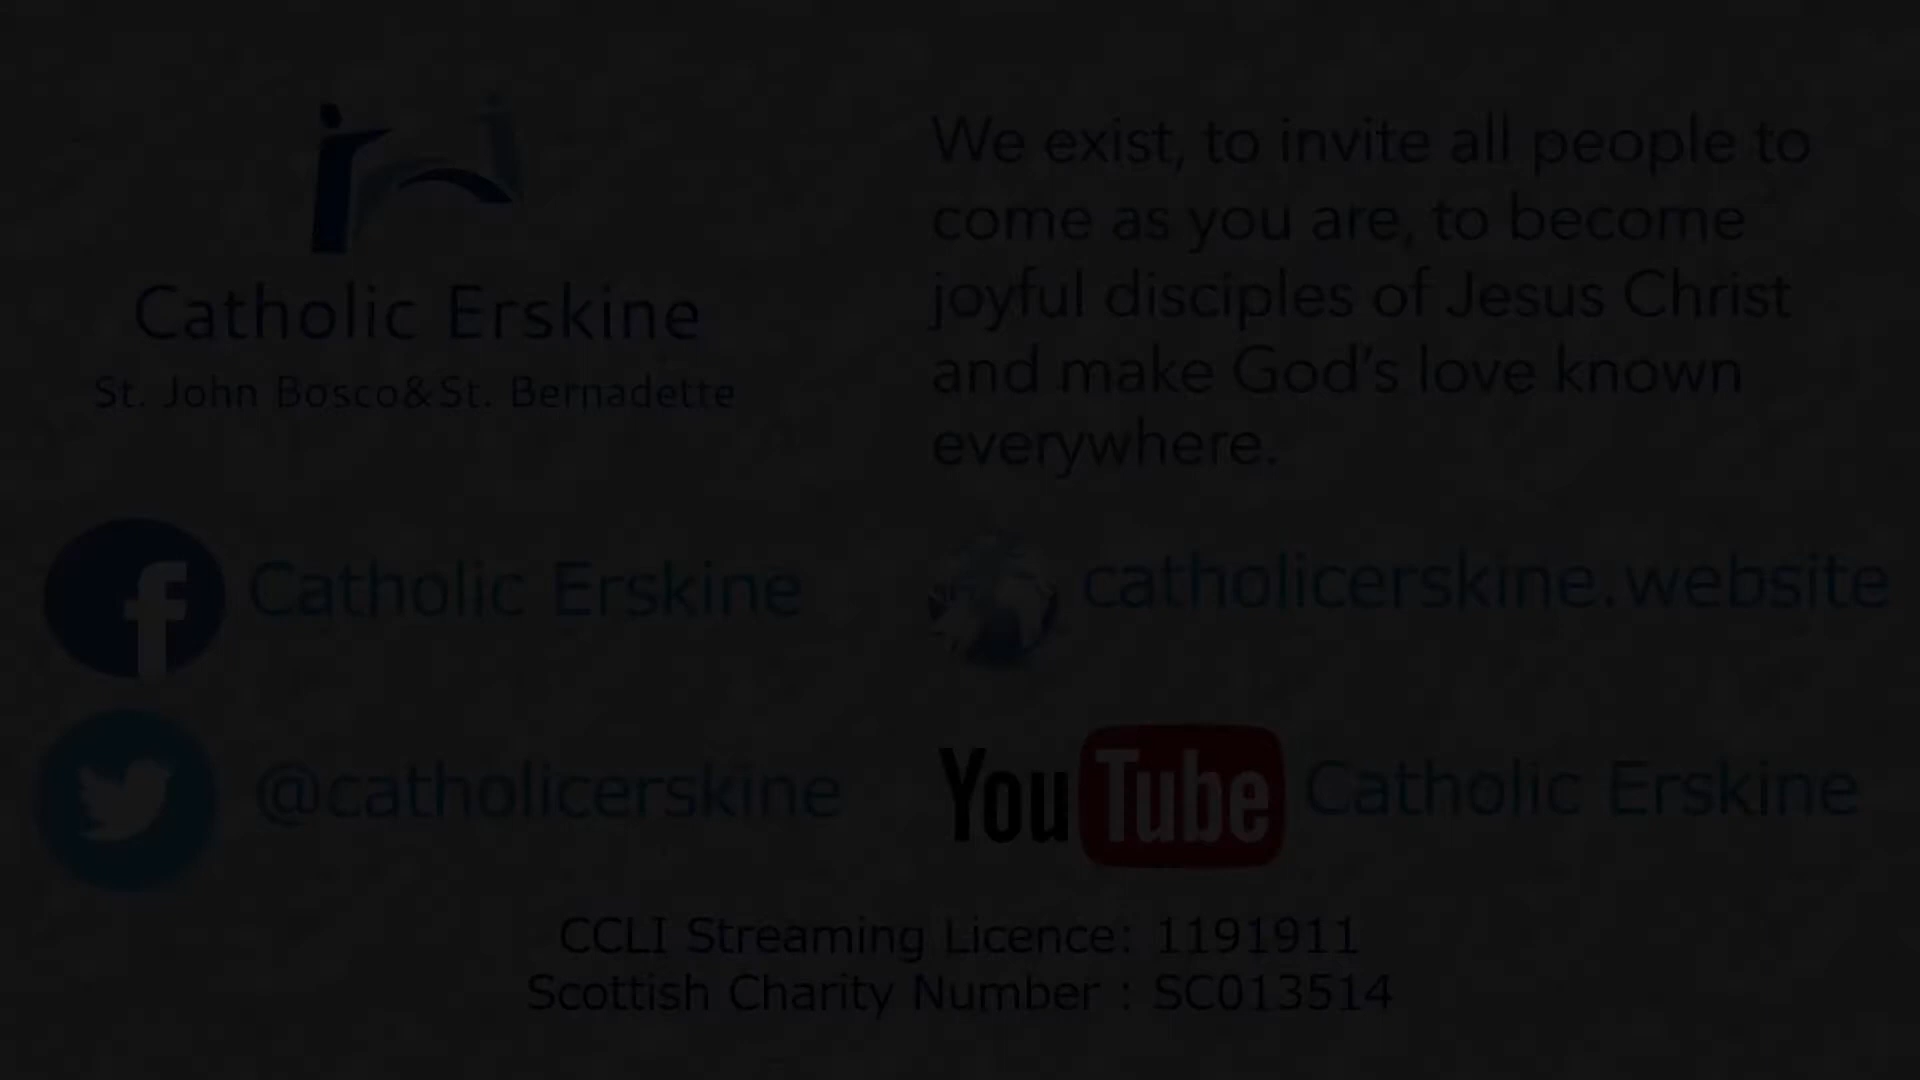 Catholic Erskine
St. John Bosco&St. Bernadette
We exist, to invite all people to
come as you are, to become
joyful disciples of Jesus Christ
and make God's love known
everywhere.
f Catholic Erskine
catholicerskine.website
@catholicerskine
YouTube Catholic Erskine
CCLI Streaming Licence: 1191911
Scottish Charity Number : SC013514